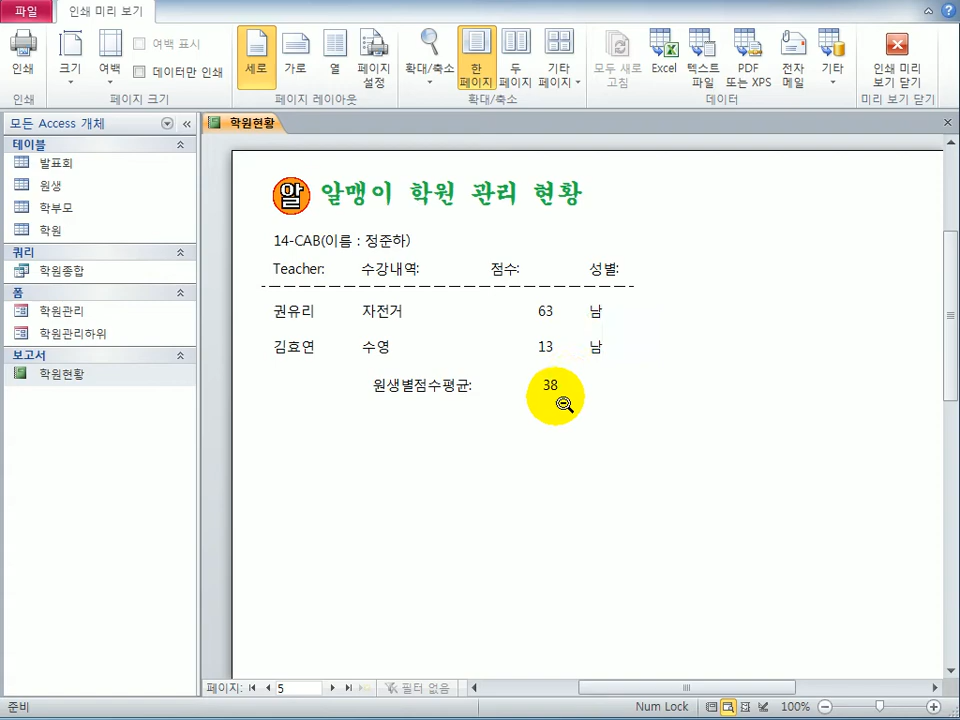 파일 인쇄 미리 보기
인쇄 크기 여백 여백 표시 데이터만 인쇄 세로 가로 열 페이지 설정 확대/축소 한 페이지 두 페이지 기타 페이지 모두 새로 고침 Excel 텍스트 파일 PDF 또는 XPS 전자 메일 기타 인쇄 미리 보기 닫기
인쇄 페이지 크기 페이지 레이아웃 확대/축소 데이터 미리 보기 닫기
모든 Access 개체
테이블
발표회
원생
학부모
학원
쿼리
학원종합
폼
학원관리
학원관리하위
보고서
학원현황
학원현황
알 알맹이 학원 관리 현황
14-CAB(이름 : 정준하)
Teacher: 수강내역: 점수: 성별:
권유리 자전거 63 남
김효연 수영 13 남
원생별점수평균: 38
페이지: 5 필터 없음
준비 Num Lock 100%